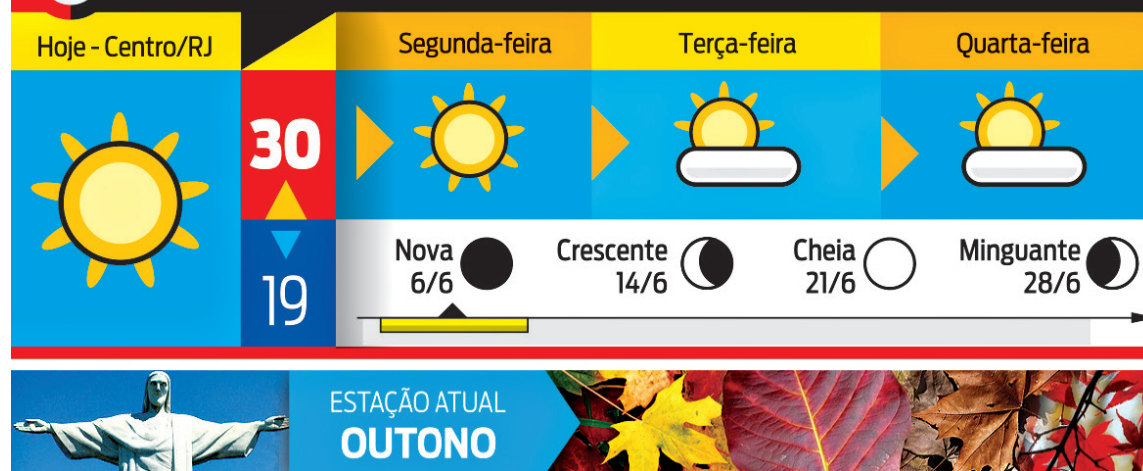 Hoje - Centro/RJ
Segunda-feira
Terça-feira
Quarta-feira
30
19
Nova
6/6
Crescente
14/6
Cheia
21/6
Minguante
28/6
ESTAÇÃO ATUAL
OUTONO